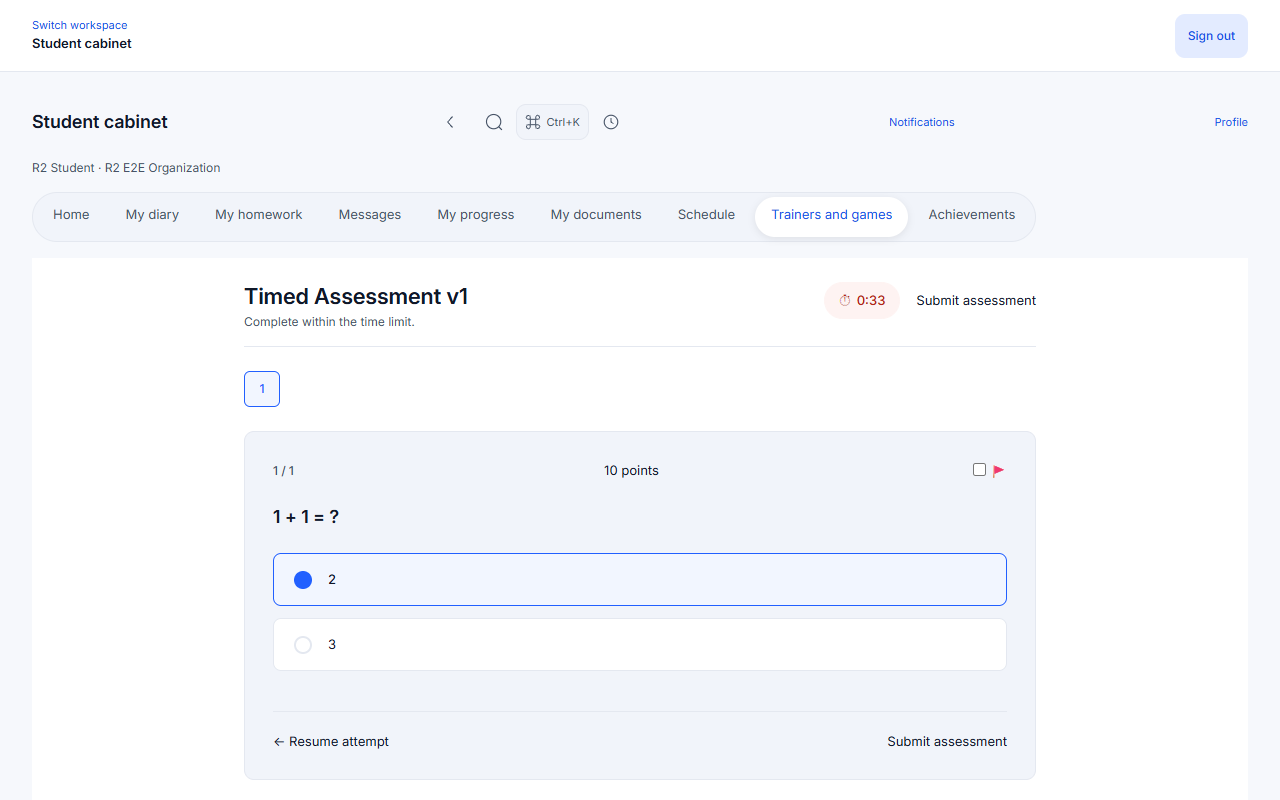 Switch workspace
Student cabinet
Sign out
Student cabinet
Ctrl+K
Notifications
Profile
R2 Student · R2 E2E Organization
Home
My diary
My homework
Messages
My progress
My documents
Schedule
Trainers and games
Achievements
Timed Assessment v1
0:33
Submit assessment
Complete within the time limit.
1
1 / 1
10 points
1 + 1 = ?
2
3
← Resume attempt
Submit assessment